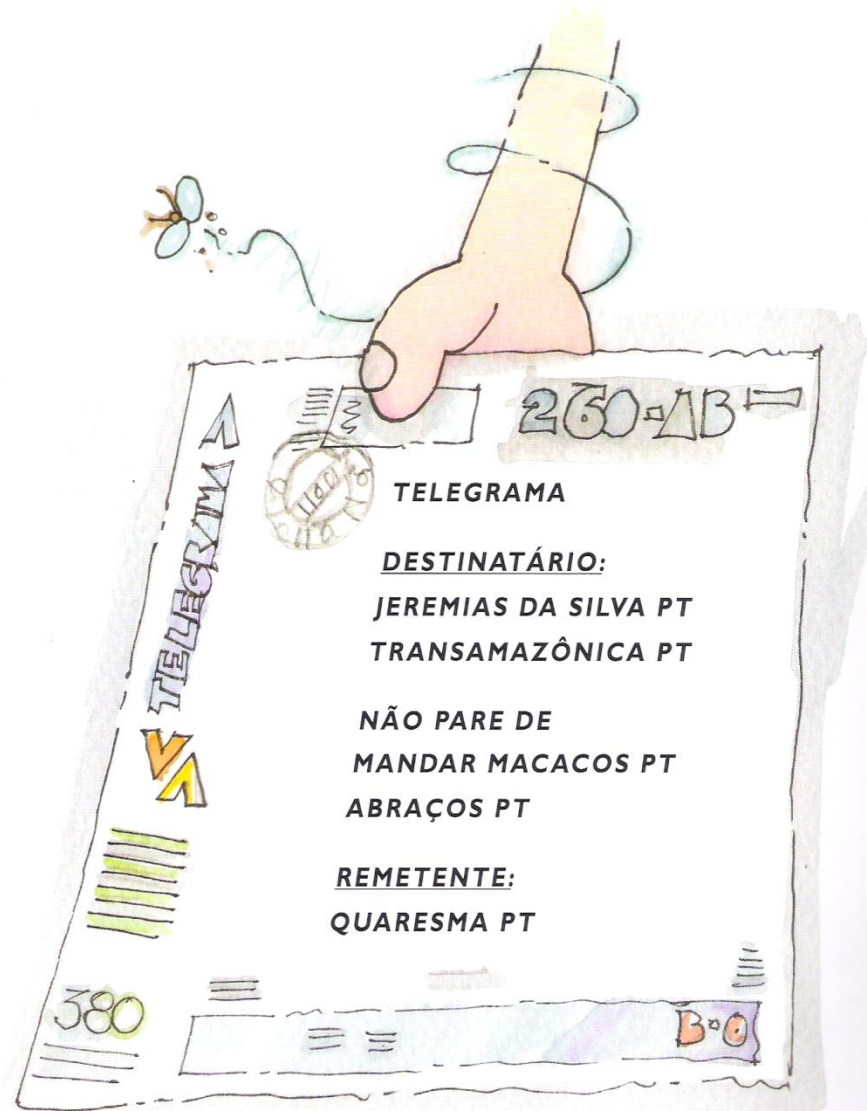 260-AB
TELEGRAMA
TELEGRAMA
DESTINATÁRIO:
JEREMIAS DA SILVA PT
TRANSAMAZÔNICA PT
NÃO PARE DE
MANDAR MACACOS PT
ABRAÇOS PT
REMETENTE:
QUARESMA PT
380
B-O